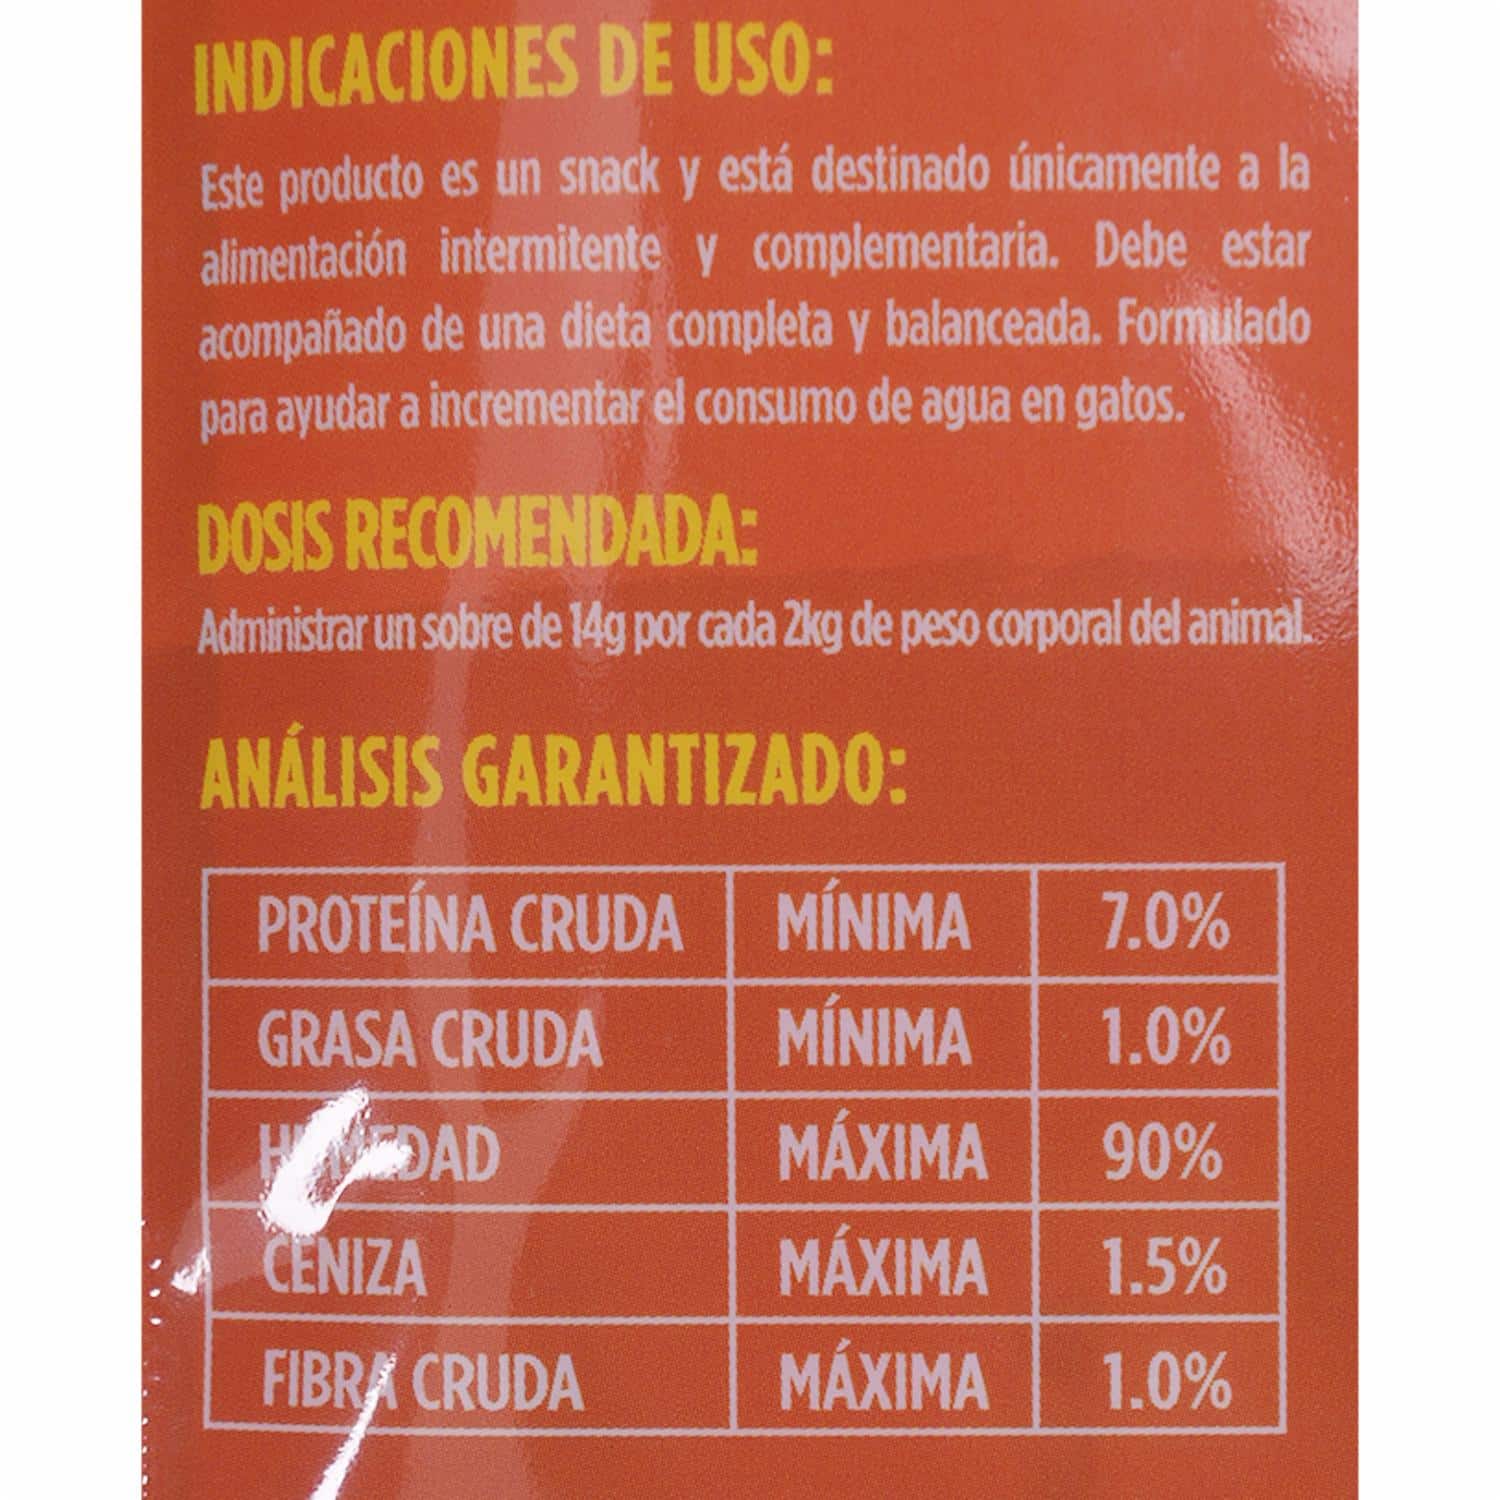 INDICACIONES DE USO:
Este producto es un snack y está destinado únicamente a la
alimentación intermitente y complementaria. Debe estar
acompañado de una dieta completa y balanceada. Formulado
para ayudar a incrementar el consumo de agua en gatos.
DOSIS RECOMENDADA:
Administrar un sobre de 14g por cada 2kg de peso corporal del animal.
ANÁLISIS GARANTIZADO:
PROTEÍNA CRUDA MÍNIMA 7.0%
GRASA CRUDA MÍNIMA 1.0%
HUMEDAD MÁXIMA 90%
CENIZA MÁXIMA 1.5%
FIBRA CRUDA MÁXIMA 1.0%